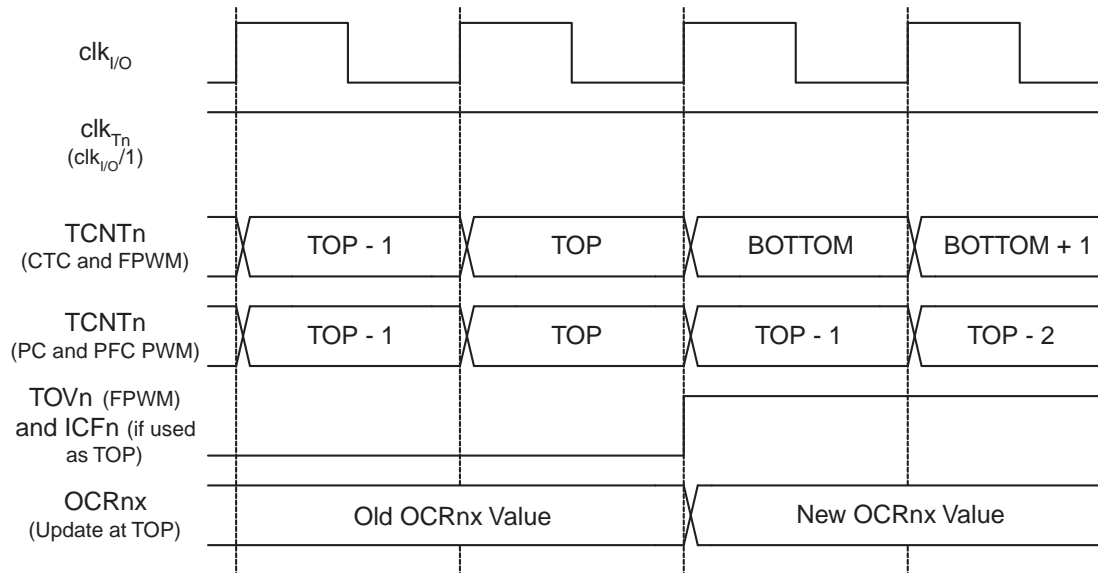 clkI/O
clkTn
(clkI/O/1)
TCNTn
(CTC and FPWM)
TOP - 1
TOP
BOTTOM
BOTTOM + 1
TCNTn
(PC and PFC PWM)
TOP - 1
TOP
TOP - 1
TOP - 2
TOVn (FPWM)
and ICFn (if used
as TOP)
OCRnx
(Update at TOP)
Old OCRnx Value
New OCRnx Value